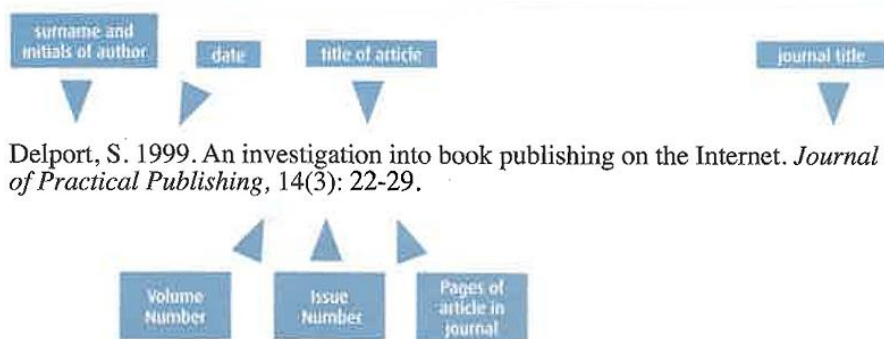 surname and
initials of author
date
title of article
journal title
Delport, S. 1999. An investigation into book publishing on the Internet. Journal
of Practical Publishing, 14(3): 22-29.
Volume
Number
Issue
Number
Pages of
article in
journal